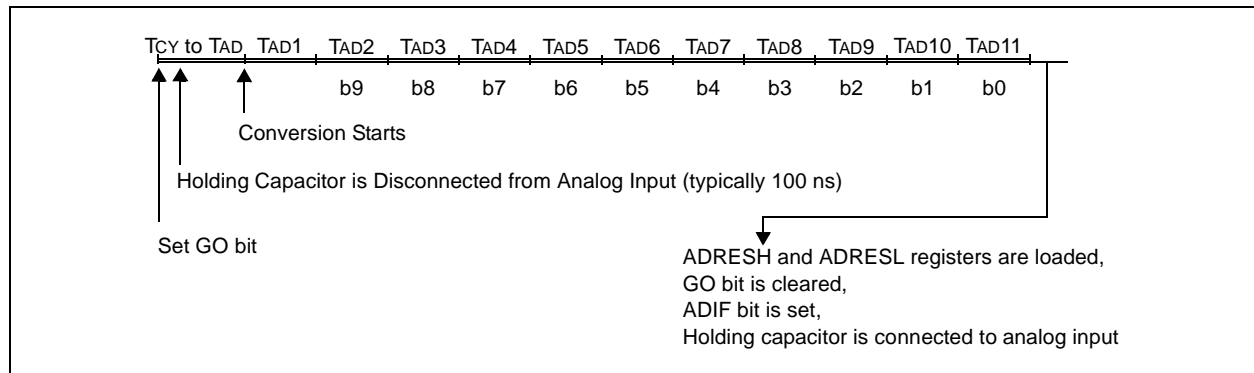 TCY to TAD TAD1 TAD2 TAD3 TAD4 TAD5 TAD6 TAD7 TAD8 TAD9 TAD10 TAD11
b9 b8 b7 b6 b5 b4 b3 b2 b1 b0
Conversion Starts
Holding Capacitor is Disconnected from Analog Input (typically 100 ns)
Set GO bit
ADRESH and ADRESL registers are loaded,
GO bit is cleared,
ADIF bit is set,
Holding capacitor is connected to analog input